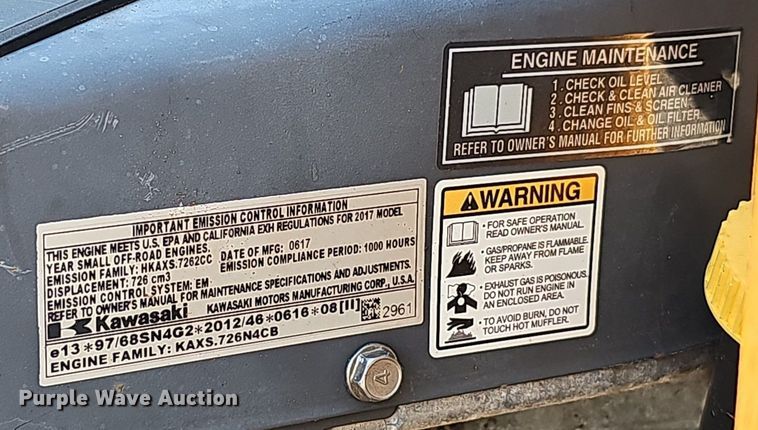 ENGINE MAINTENANCE
1. CHECK OIL LEVEL
2. CHECK & CLEAN AIR CLEANER
3. CLEAN FINS & SCREEN
4. CHANGE OIL & OIL FILTER
REFER TO OWNER'S MANUAL FOR FURTHER INFORMATION
IMPORTANT EMISSION CONTROL INFORMATION
THIS ENGINE MEETS U.S. EPA AND CALIFORNIA EXH REGULATIONS FOR 2017 MODEL
YEAR SMALL OFF-ROAD ENGINES. DATE OF MFG: 0617
EMISSION FAMILY: HKAXS.7262CC EMISSION COMPLIANCE PERIOD: 1000 HOURS
DISPLACEMENT: 726 cm3
EMISSION CONTROL SYSTEM: EM
REFER TO OWNER'S MANUAL FOR MAINTENANCE SPECIFICATIONS AND ADJUSTMENTS.
Kawasaki KAWASAKI MOTORS MANUFACTURING CORP., U.S.A.
e13*97/68SN4G2*2012/46*0616*08[II] 2961
ENGINE FAMILY: KAXS.726N4CB
WARNING
• FOR SAFE OPERATION
READ OWNER'S MANUAL.
• GAS/PROPANE IS FLAMMABLE.
KEEP AWAY FROM FLAME
OR SPARKS.
• EXHAUST GAS IS POISONOUS.
DO NOT RUN ENGINE IN
AN ENCLOSED AREA.
• TO AVOID BURN, DO NOT
TOUCH HOT MUFFLER.
4
Purple Wave Auction